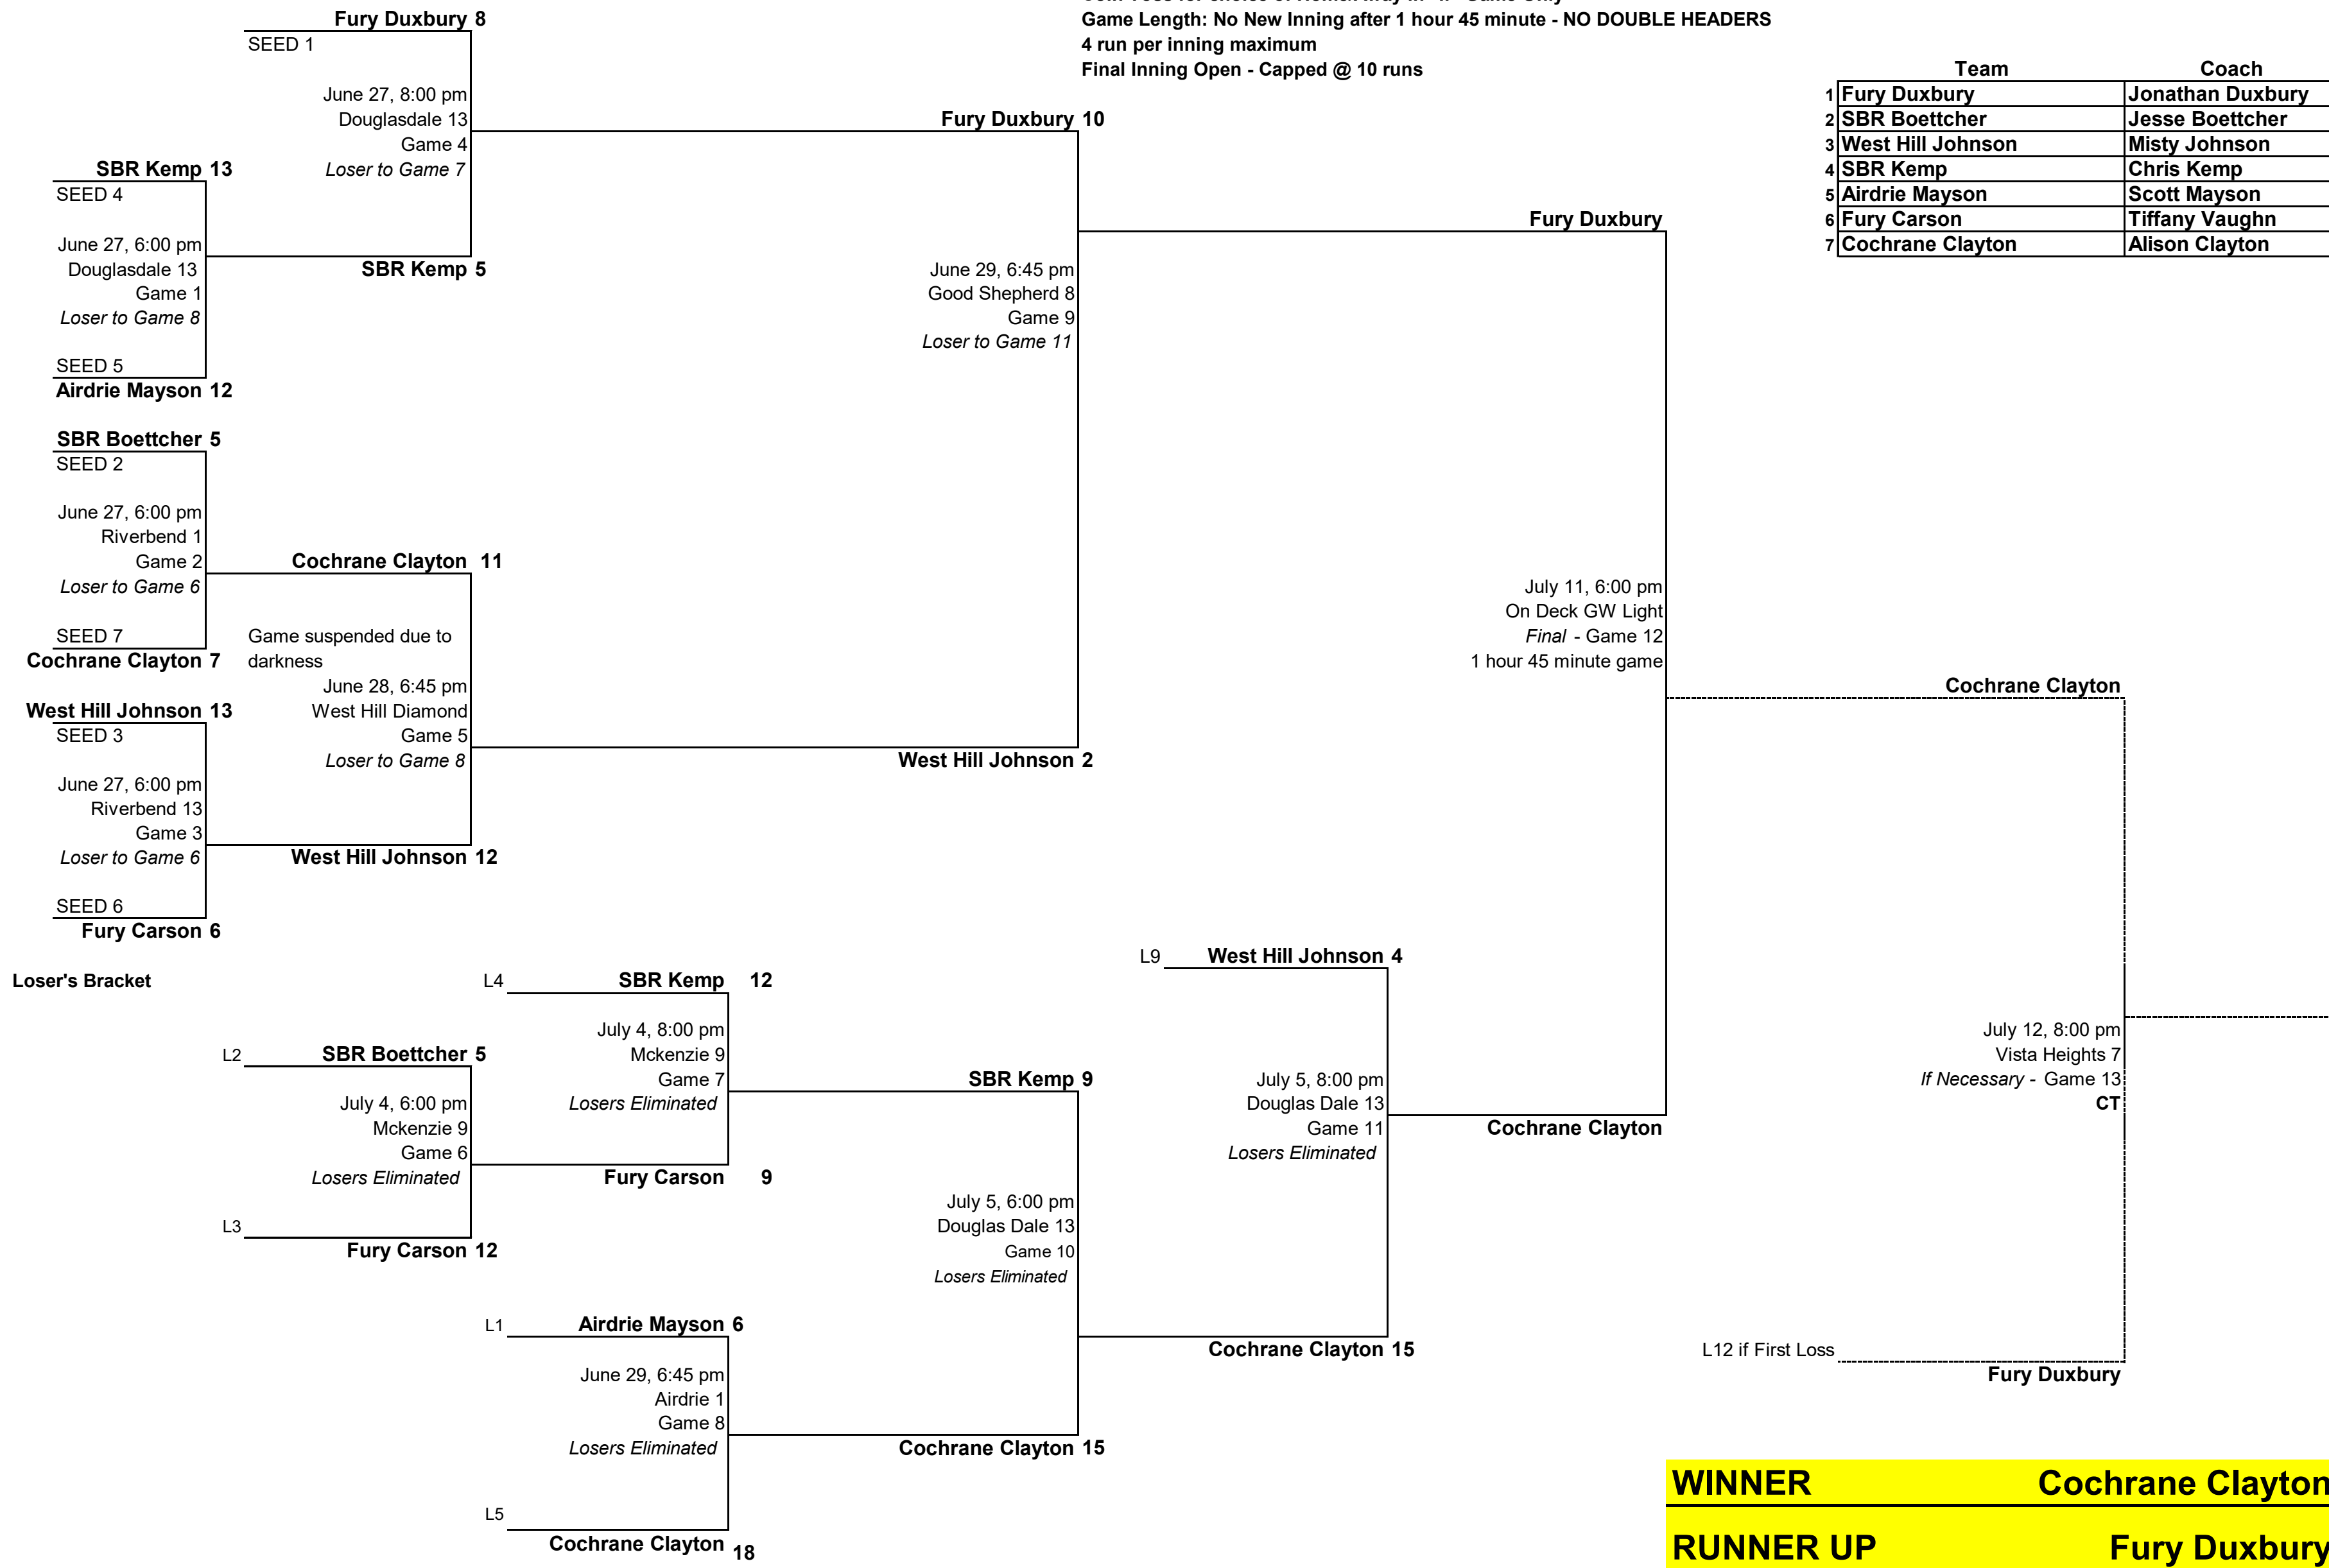 Game Length: No New Inning after 1 hour 45 minute - NO DOUBLE HEADERS
4 run per inning maximum
Final Inning Open - Capped @ 10 runs
Team Coach
1 Fury Duxbury Jonathan Duxbury
2 SBR Boettcher Jesse Boettcher
3 West Hill Johnson Misty Johnson
4 SBR Kemp Chris Kemp
5 Airdrie Mayson Scott Mayson
6 Fury Carson Tiffany Vaughn
7 Cochrane Clayton Alison Clayton
Fury Duxbury 8
SEED 1
June 27, 8:00 pm
Douglasdale 13
Game 4
Loser to Game 7
SBR Kemp 5
SBR Kemp 13
SEED 4
June 27, 6:00 pm
Douglasdale 13
Game 1
Loser to Game 8
SEED 5
Airdrie Mayson 12
SBR Boettcher 5
SEED 2
June 27, 6:00 pm
Riverbend 1
Game 2
Loser to Game 6
SEED 7
Cochrane Clayton 7
West Hill Johnson 13
SEED 3
June 27, 6:00 pm
Riverbend 13
Game 3
Loser to Game 6
SEED 6
Fury Carson 6
Cochrane Clayton 11
Game suspended due to
darkness
June 28, 6:45 pm
West Hill Diamond
Game 5
Loser to Game 8
West Hill Johnson 12
Fury Duxbury 10
June 29, 6:45 pm
Good Shepherd 8
Game 9
Loser to Game 11
West Hill Johnson 2
Fury Duxbury
July 11, 6:00 pm
On Deck GW Light
Final - Game 12
1 hour 45 minute game
Cochrane Clayton
Cochrane Clayton
July 12, 8:00 pm
Vista Heights 7
If Necessary - Game 13
CT
L12 if First Loss
Fury Duxbury
Loser's Bracket
L2 SBR Boettcher 5
July 4, 6:00 pm
Mckenzie 9
Game 6
Losers Eliminated
L3
Fury Carson 12
L4 SBR Kemp 12
July 4, 8:00 pm
Mckenzie 9
Game 7
Losers Eliminated
Fury Carson 9
L1 Airdrie Mayson 6
June 29, 6:45 pm
Airdrie 1
Game 8
Losers Eliminated
L5
Cochrane Clayton 18
SBR Kemp 9
July 5, 6:00 pm
Douglas Dale 13
Game 10
Losers Eliminated
Cochrane Clayton 15
L9 West Hill Johnson 4
July 5, 8:00 pm
Douglas Dale 13
Game 11
Losers Eliminated
Cochrane Clayton 15
WINNER Cochrane Clayton
RUNNER UP Fury Duxbury